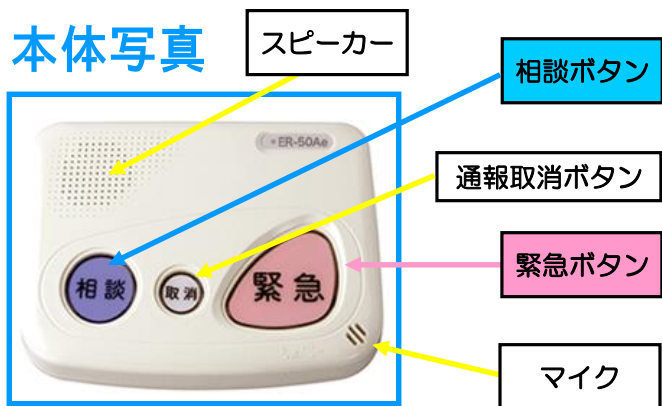 本体写真
スピーカー
相談ボタン
ER-50Ae
通報取消ボタン
相談
取消
緊急
緊急ボタン
マイク